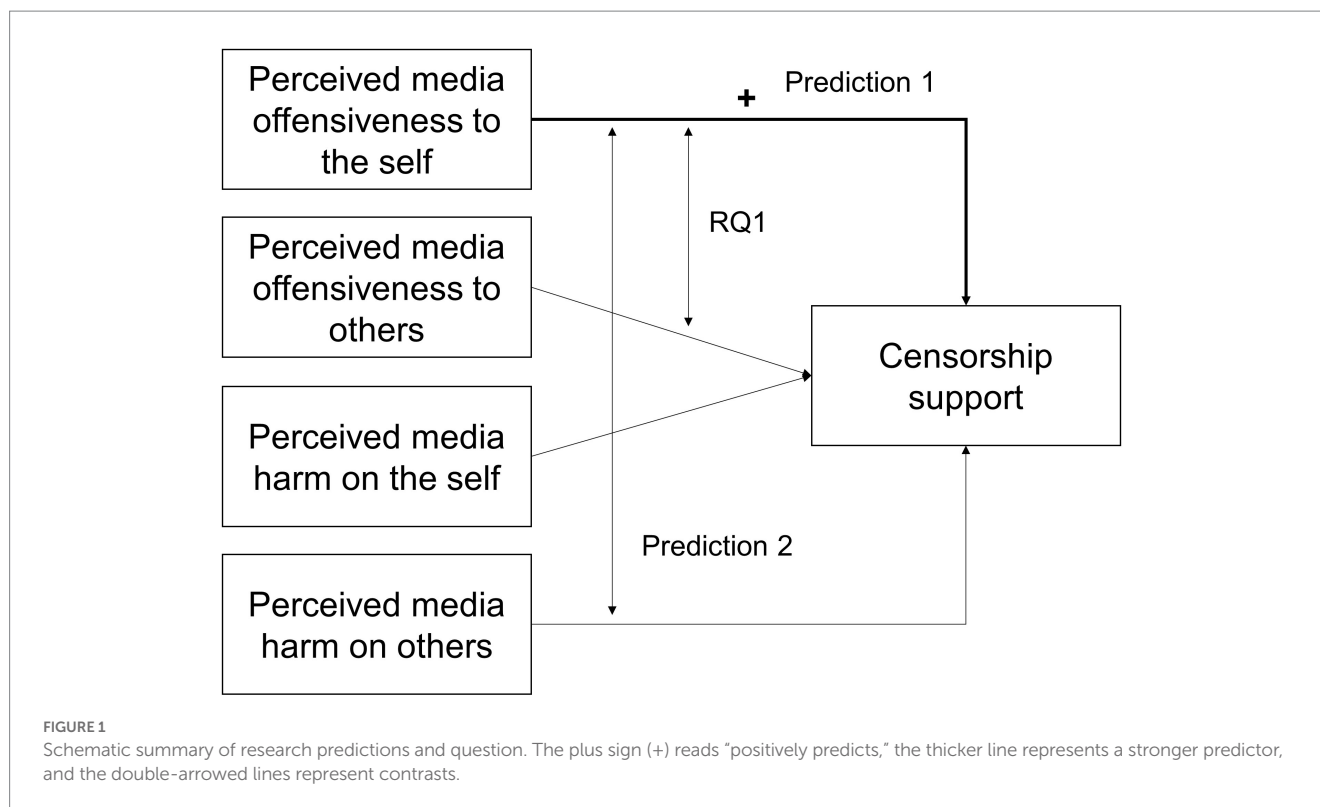 Perceived media
offensiveness to
the self
+
Prediction 1
Perceived media
offensiveness to
others
RQ1
Censorship
support
Perceived media
harm on the self
Prediction 2
Perceived media
harm on others
FIGURE 1
Schematic summary of research predictions and question. The plus sign (+) reads “positively predicts,” the thicker line represents a stronger predictor,
and the double-arrowed lines represent contrasts.